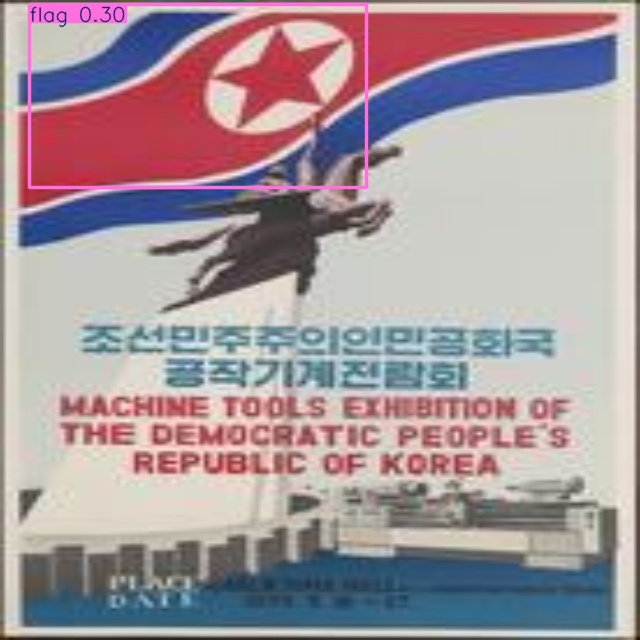 조선민주주의인민공화국
공작기계전람회
MACHINE TOOLS EXHIBITION OF
THE DEMOCRATIC PEOPLE'S
REPUBLIC OF KOREA
PLACE
DATE
flag 0.30